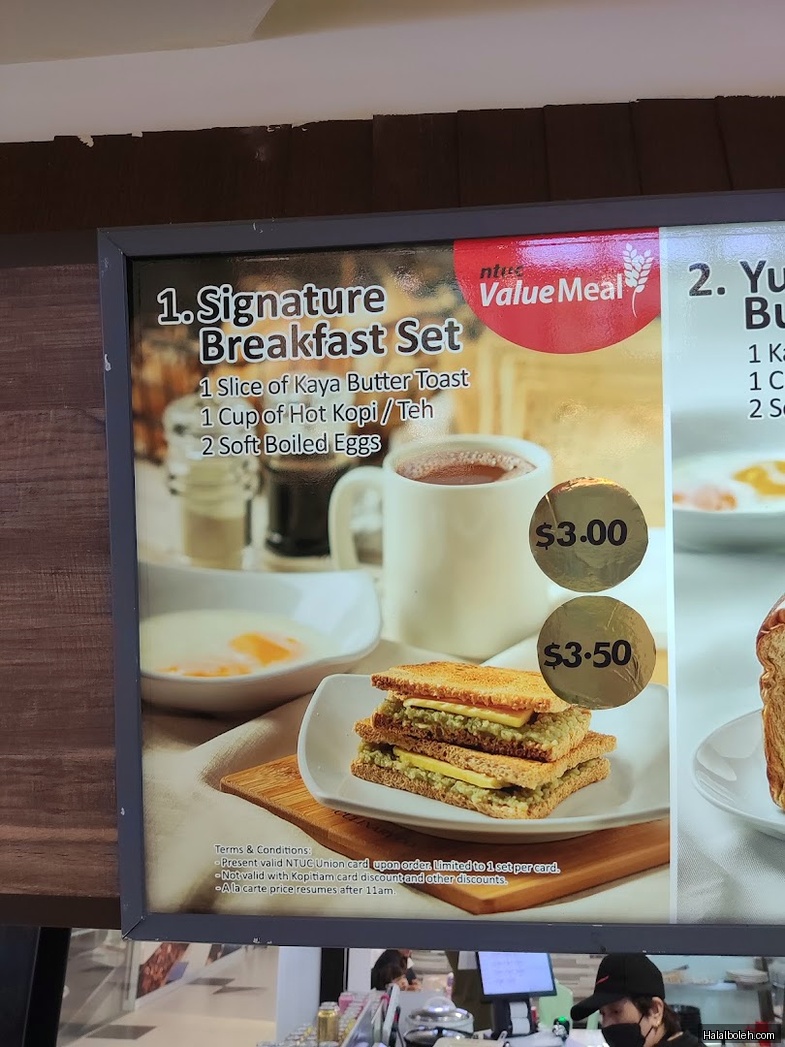 1. Signature
Breakfast Set
1 Slice of Kaya Butter Toast
1 Cup of Hot Kopi / Teh
2 Soft Boiled Eggs
ntuc
Value Meal
$3.00
$3.50
Terms & Conditions:
- Present valid NTUC Union card upon order. Limited to 1 set per card.
- Not valid with Kopitiam card discount and other discounts.
- A la carte price resumes after 11am.
2. Yu
Bu
1 Ka
1 C
2 So
Halalboleh.com